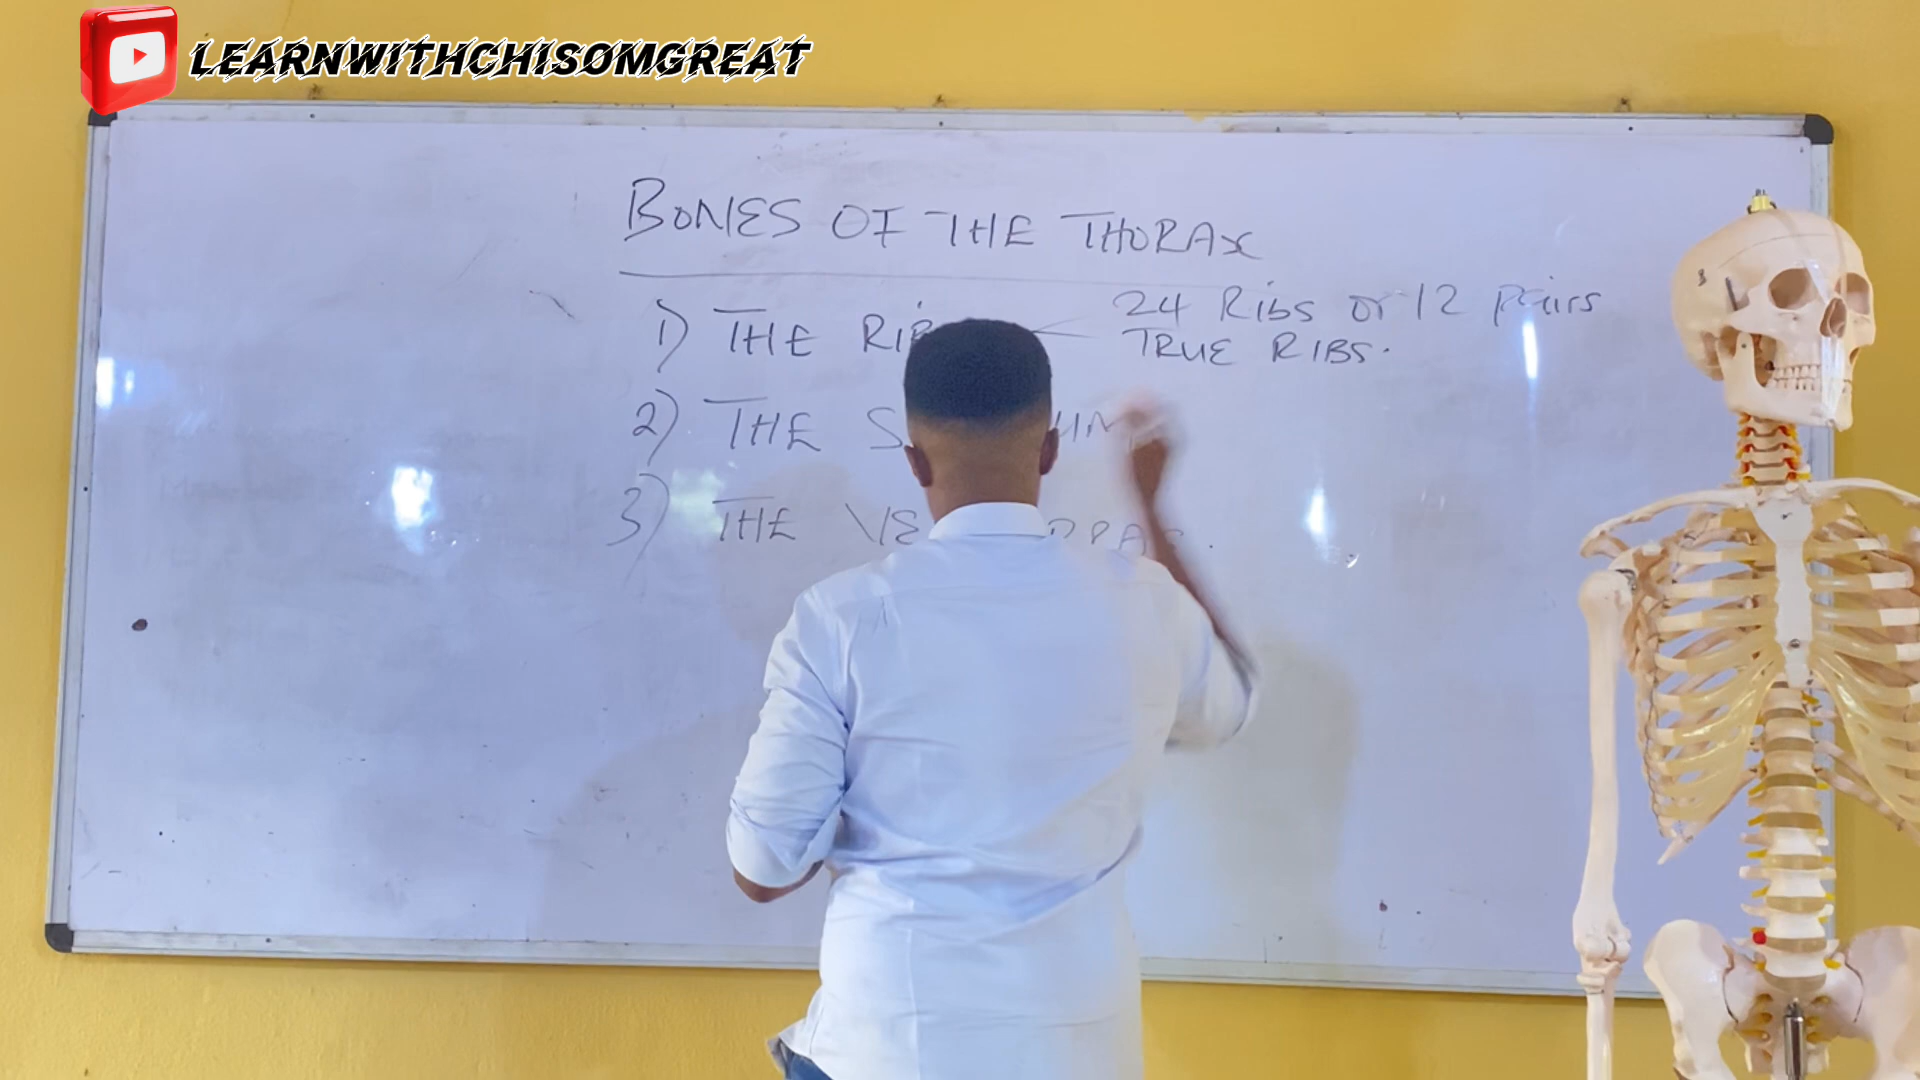 LEARNWITHCHISOMGREAT
BONES OF THE THORAX
24 Ribs or 12 pairs
1) THE
TRUE RIBS.
2) THE
3) THE